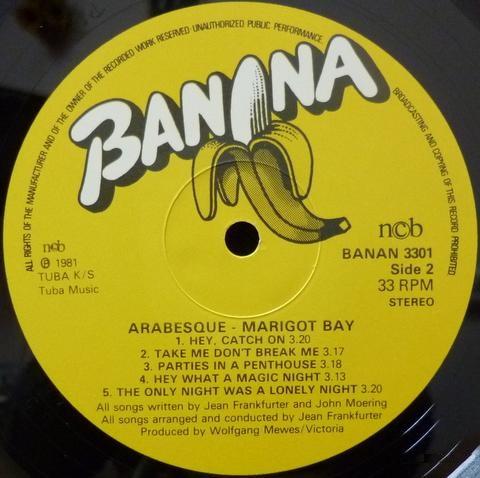 ALL RIGHTS OF THE MANUFACTURER AND OF THE OWNER OF THE RECORDED WORK RESERVED UNAUTHORIZED PUBLIC PERFORMANCE
BROADCASTING AND COPYING OF THIS RECORD PROHIBITED
BANANA
ncb
℗ 1981
TUBA K/S
Tuba Music
ncb
BANAN 3301
Side 2
33 RPM
STEREO
ARABESQUE - MARIGOT BAY
1. HEY, CATCH ON 3.20
2. TAKE ME DON'T BREAK ME 3.17
3. PARTIES IN A PENTHOUSE 3.18
4. HEY WHAT A MAGIC NIGHT 3.13
5. THE ONLY NIGHT WAS A LONELY NIGHT 3.20
All songs written by Jean Frankfurter and John Moering
All songs arranged and conducted by Jean Frankfurter
Produced by Wolfgang Mewes/Victoria